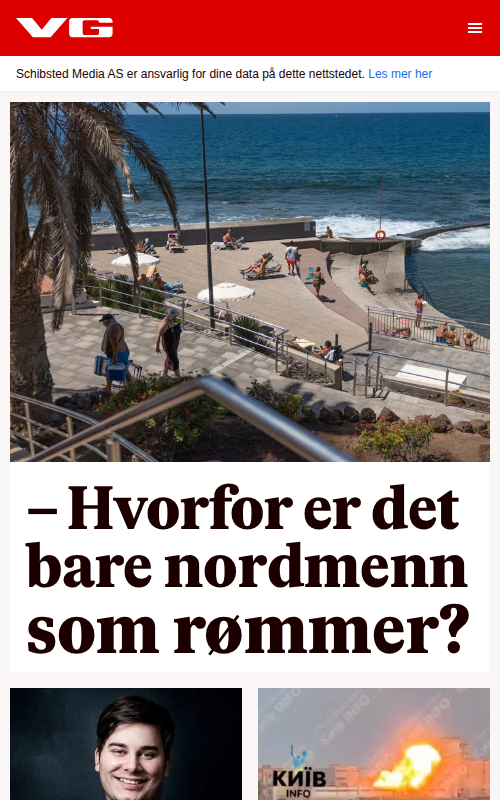 VG
Schibsted Media AS er ansvarlig for dine data på dette nettstedet. Les mer her
– Hvorfor er det
bare nordmenn
som rømmer?
КИЇВ
INFO